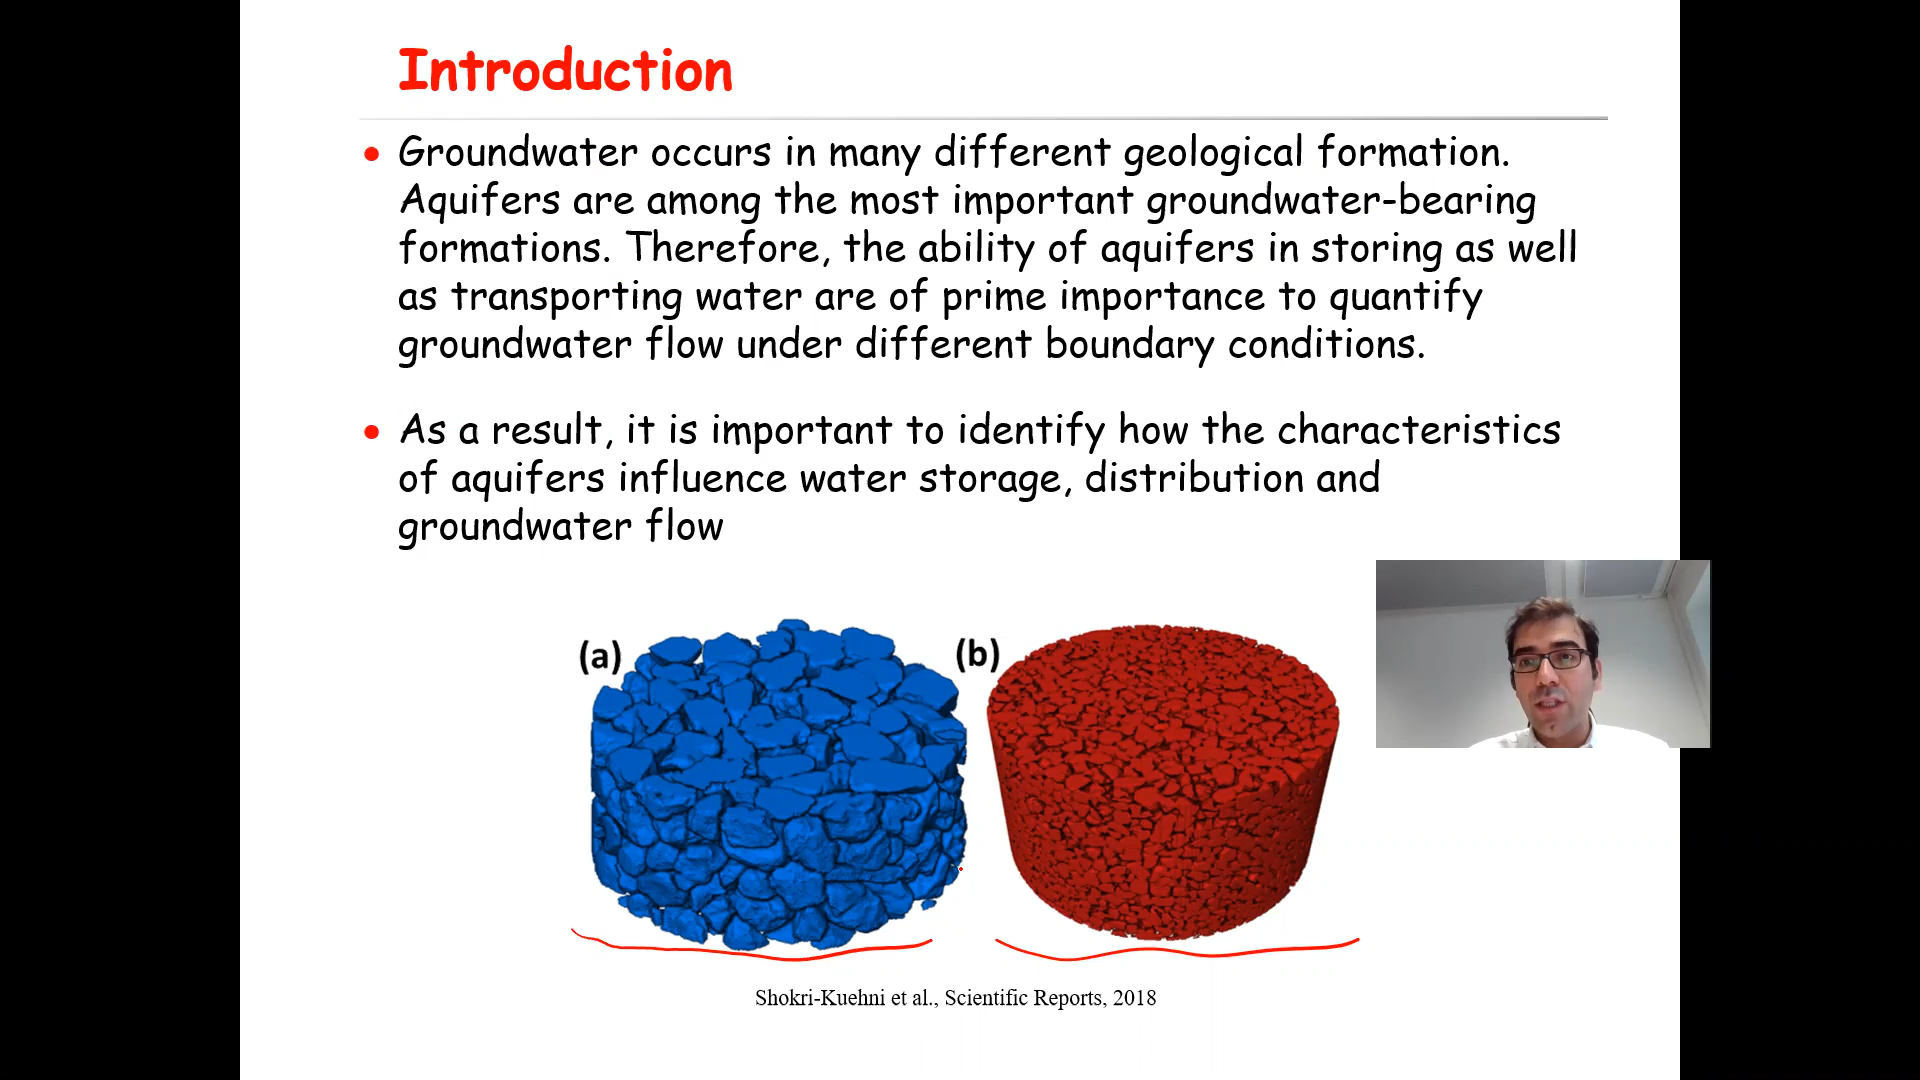 Introduction
• Groundwater occurs in many different geological formation.
Aquifers are among the most important groundwater-bearing
formations. Therefore, the ability of aquifers in storing as well
as transporting water are of prime importance to quantify
groundwater flow under different boundary conditions.
• As a result, it is important to identify how the characteristics
of aquifers influence water storage, distribution and
groundwater flow
(a)
(b)
Shokri-Kuehni et al., Scientific Reports, 2018